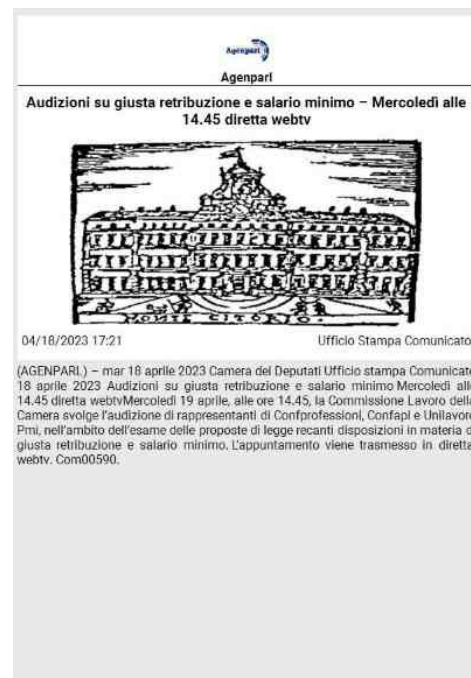 Agenparl
Agenparl
Audizioni su giusta retribuzione e salario minimo – Mercoledì alle
14.45 diretta webtv
MONTE CITORIO
04/18/2023 17:21
Ufficio Stampa Comunicato
(AGENPARL) – mar 18 aprile 2023 Camera dei Deputati Ufficio stampa Comunicato
18 aprile 2023 Audizioni su giusta retribuzione e salario minimo Mercoledì alle
14.45 diretta webtvMercoledì 19 aprile, alle ore 14.45, la Commissione Lavoro della
Camera svolge l'audizione di rappresentanti di Confprofessioni, Confapi e Unilavoro
Pmi, nell'ambito dell'esame delle proposte di legge recanti disposizioni in materia di
giusta retribuzione e salario minimo. L'appuntamento viene trasmesso in diretta
webtv. Com00590.